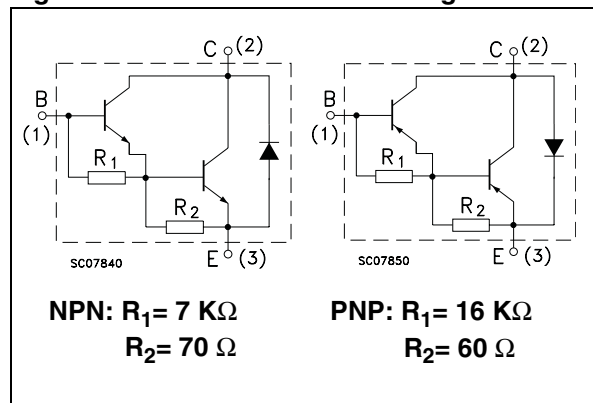 C (2)
B
(1)
R1
R2
E (3)
SC07840
C (2)
B
(1)
R1
R2
E (3)
SC07850
NPN: R1= 7 KΩ
R2= 70 Ω
PNP: R1= 16 KΩ
R2= 60 Ω